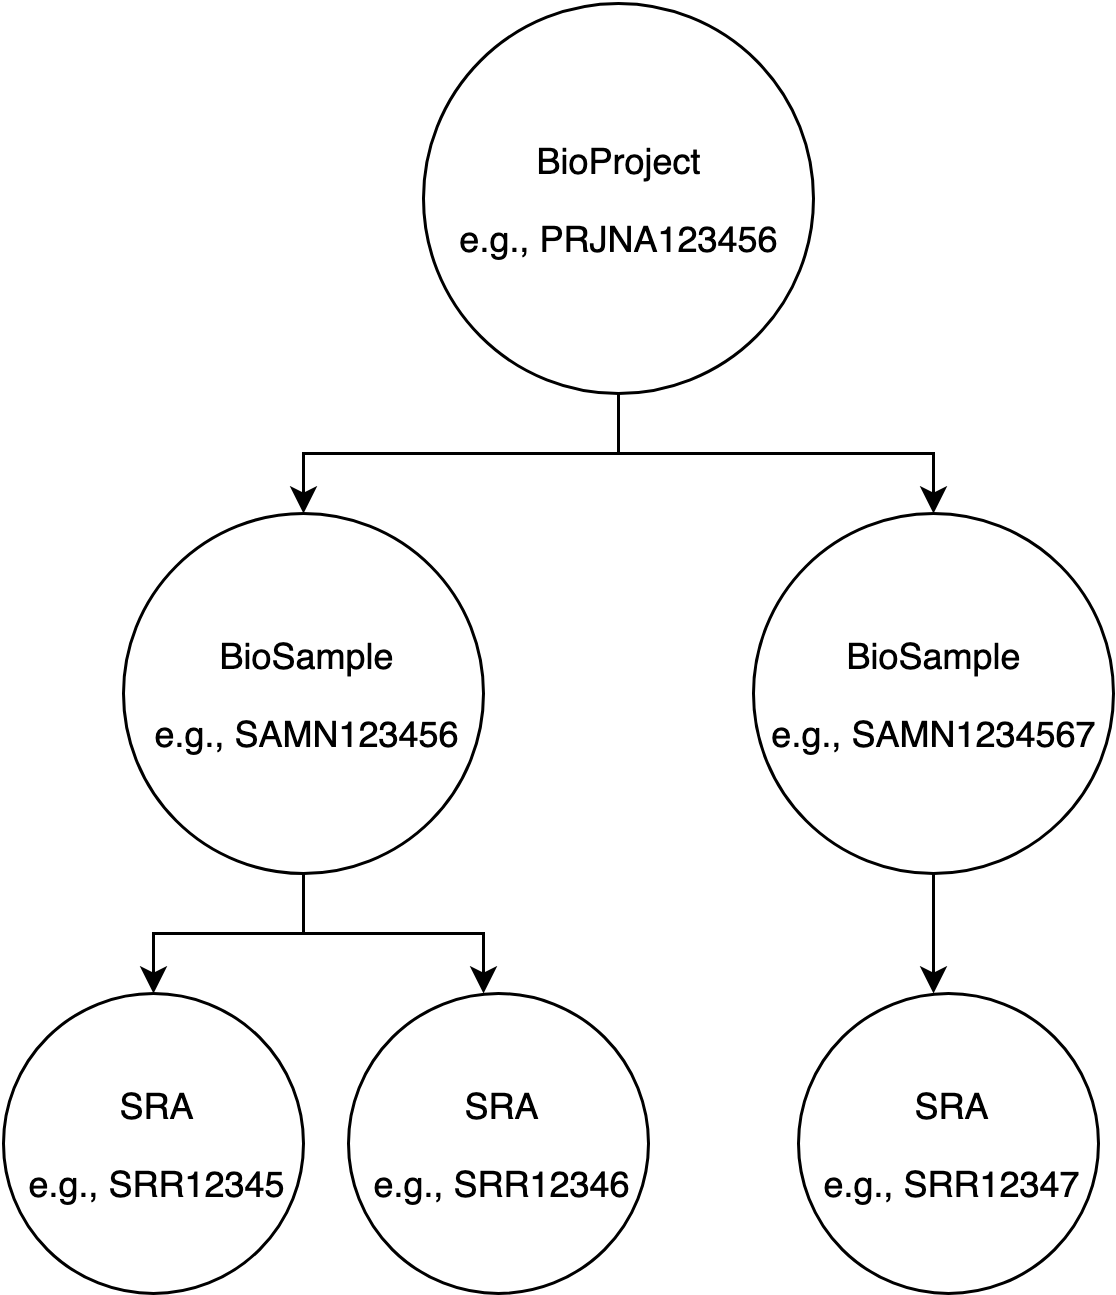 BioProject
e.g., PRJNA123456
BioSample
e.g., SAMN123456
BioSample
e.g., SAMN1234567
SRA
e.g., SRR12345
SRA
e.g., SRR12346
SRA
e.g., SRR12347